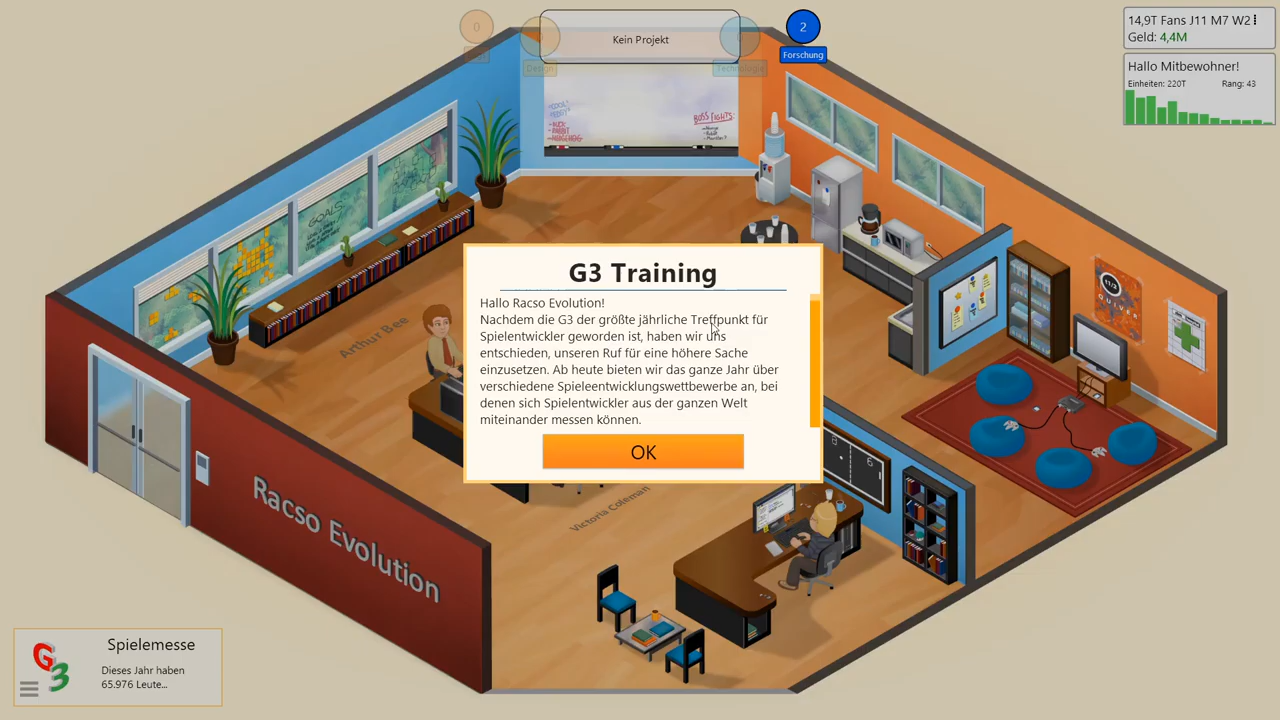 0
Kein Projekt
2
Design
Technologie
Forschung
14,9T Fans J11 M7 W2
Geld: 4,4M
Hallo Mitbewohner!
Einheiten: 220T
Rang: 43
BOSS FIGHTS:
GOALS
Arthur Bee
G3 Training
Hallo Racso Evolution!
Nachdem die G3 der größte jährliche Treffpunkt für
Spielentwickler geworden ist, haben wir uns
entschieden, unseren Ruf für eine höhere Sache
einzusetzen. Ab heute bieten wir das ganze Jahr über
verschiedene Spieleentwicklungswettbewerbe an, bei
denen sich Spielentwickler aus der ganzen Welt
miteinander messen können.
OK
Victoria Coleman
Racso Evolution
G3
Spielemesse
Dieses Jahr haben
65.976 Leute...